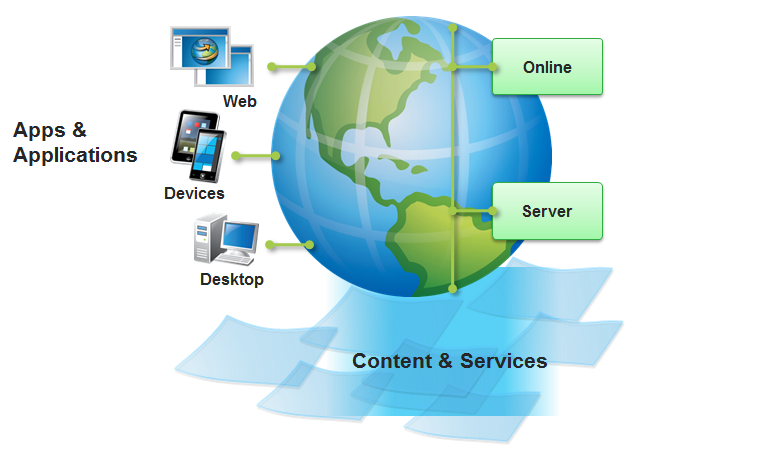 Web
Online
Apps &
Applications
Devices
Server
Desktop
Content & Services